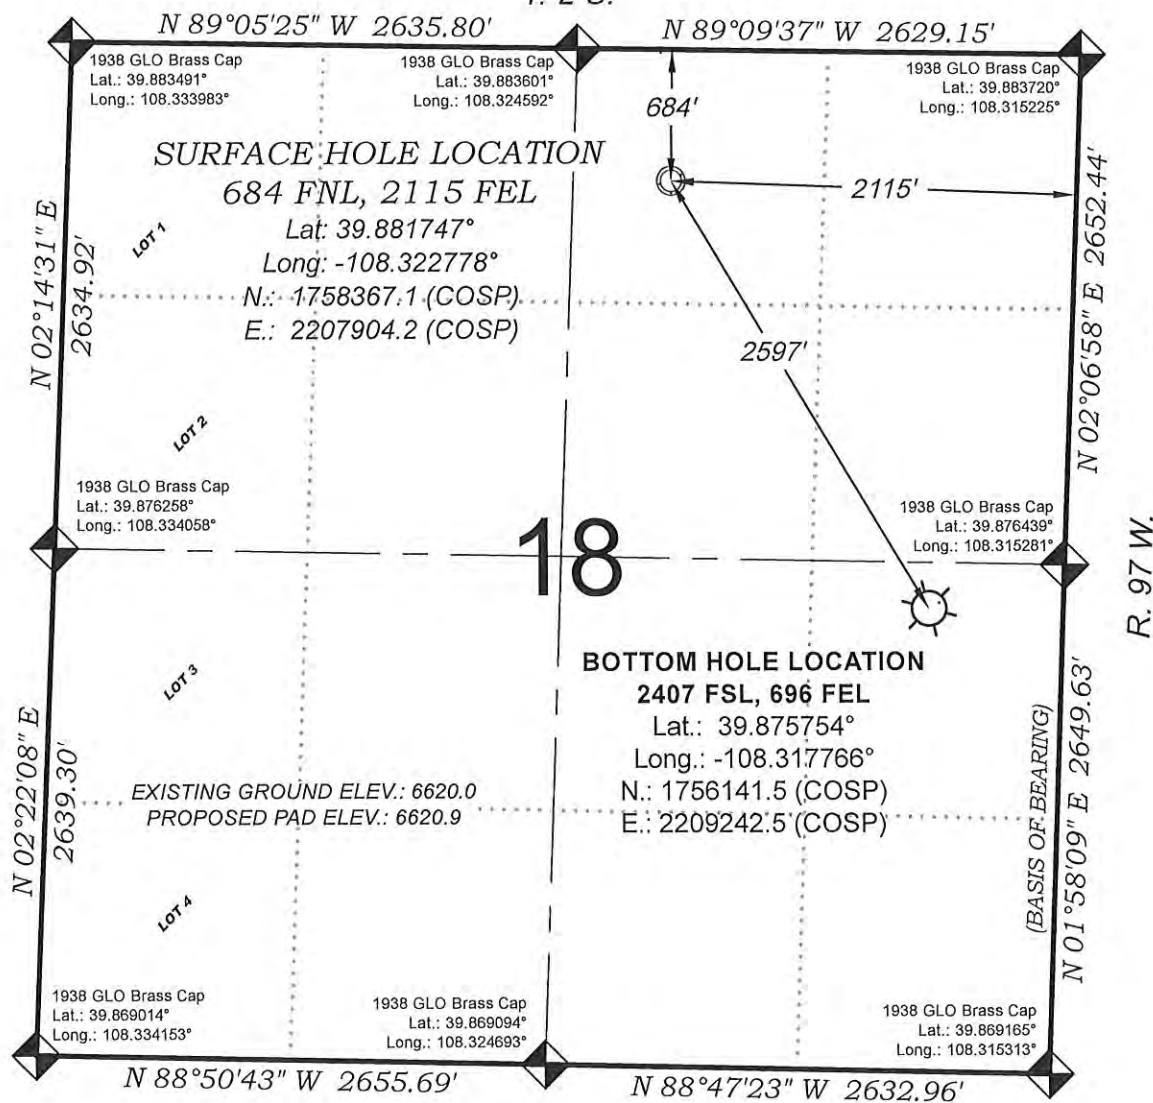 N 89°05'25" W 2635.80'
N 89°09'37" W 2629.15'
1938 GLO Brass Cap
Lat.: 39.883491°
Long.: 108.333983°
1938 GLO Brass Cap
Lat.: 39.883601°
Long.: 108.324592°
1938 GLO Brass Cap
Lat.: 39.883720°
Long.: 108.315225°
684'
SURFACE HOLE LOCATION
684 FNL, 2115 FEL
Lat: 39.881747°
Long: -108.322778°
N.: 1758367.1 (COSP)
E.: 2207904.2 (COSP)
2115'
N 02°14'31" E
2634.92'
LOT 1
N 02°06'58" E 2652.44'
2597'
LOT 2
1938 GLO Brass Cap
Lat.: 39.876258°
Long.: 108.334058°
1938 GLO Brass Cap
Lat.: 39.876439°
Long.: 108.315281°
18
R. 97 W.
BOTTOM HOLE LOCATION
2407 FSL, 696 FEL
Lat.: 39.875754°
Long.: -108.317766°
N.: 1756141.5 (COSP)
E.: 2209242.5 (COSP)
LOT 3
N 02°22'08" E
2639.30'
EXISTING GROUND ELEV.: 6620.0
PROPOSED PAD ELEV.: 6620.9
(BASIS OF BEARING)
N 01°58'09" E 2649.63'
LOT 4
1938 GLO Brass Cap
Lat.: 39.869014°
Long.: 108.334153°
1938 GLO Brass Cap
Lat.: 39.869094°
Long.: 108.324693°
1938 GLO Brass Cap
Lat.: 39.869165°
Long.: 108.315313°
N 88°50'43" W 2655.69'
N 88°47'23" W 2632.96'